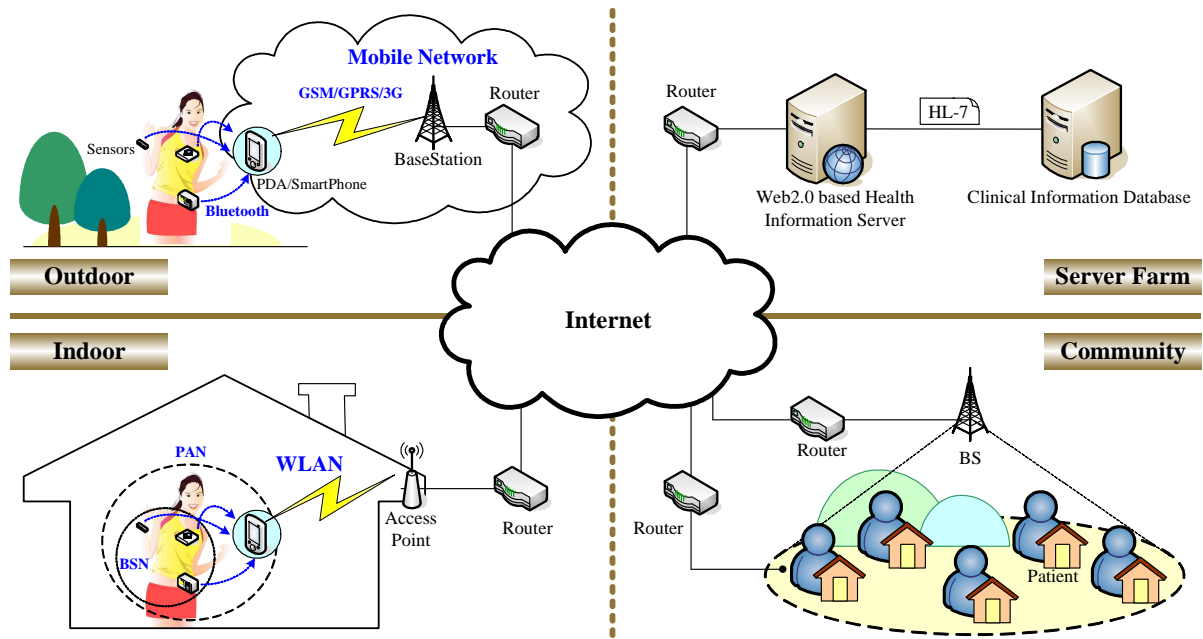 Mobile Network
GSM/GPRS/3G
Router
Sensors
BaseStation
PDA/SmartPhone
Bluetooth
Outdoor
Router
HL-7
Web2.0 based Health
Information Server
Clinical Information Database
Server Farm
Internet
Indoor
PAN
WLAN
BSN
Access
Point
Router
Community
Router
BS
Router
Patient